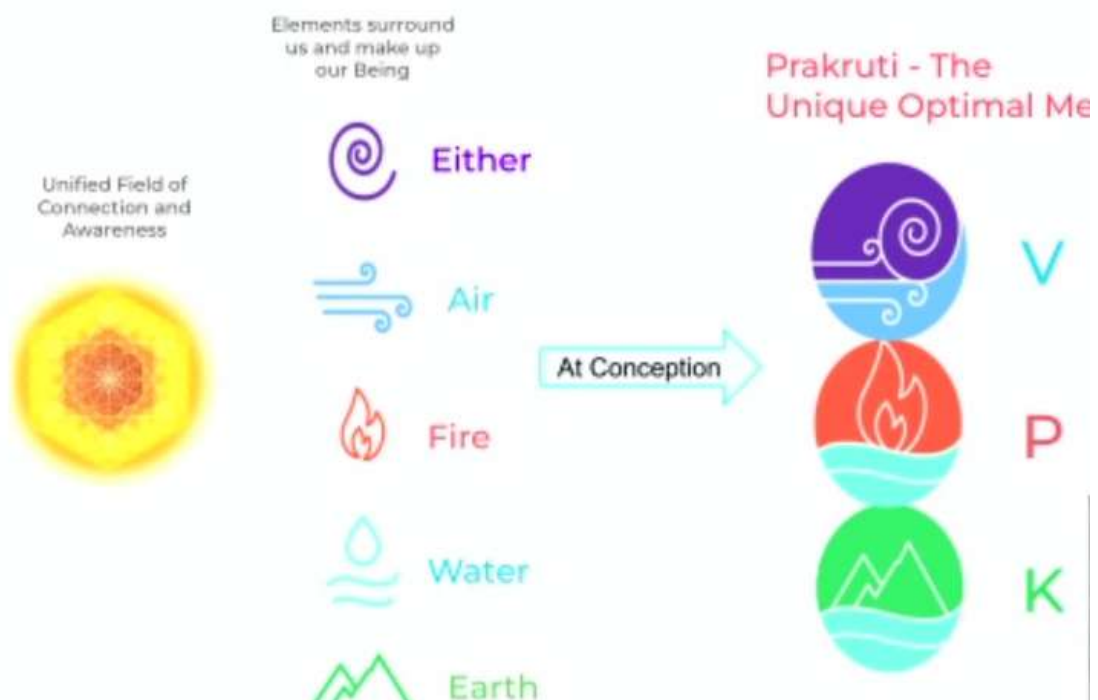 Elements surround
us and make up
our Being
Unified Field of
Connection and
Awareness
Either
Air
Fire
Water
Earth
At Conception
Prakruti - The
Unique Optimal Me
V
P
K